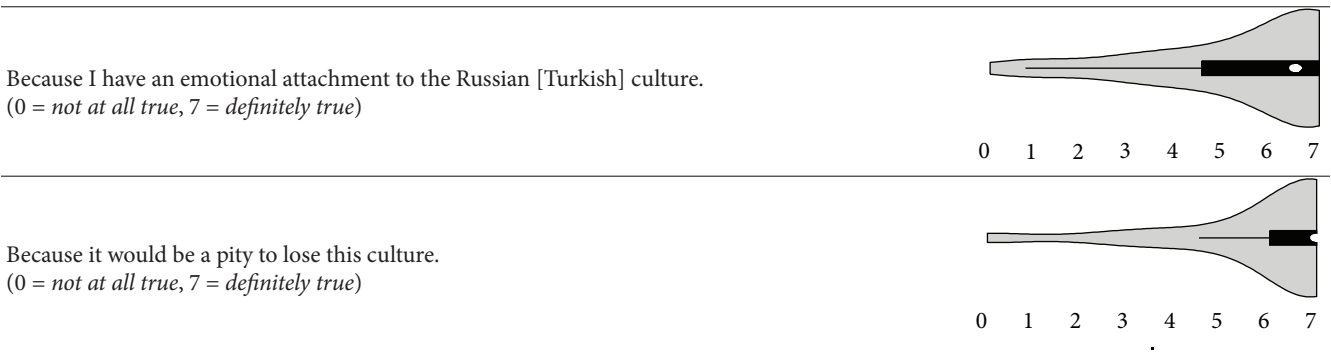 Because I have an emotional attachment to the Russian [Turkish] culture.
(0 = not at all true, 7 = definitely true)
0 1 2 3 4 5 6 7
Because it would be a pity to lose this culture.
(0 = not at all true, 7 = definitely true)
0 1 2 3 4 5 6 7